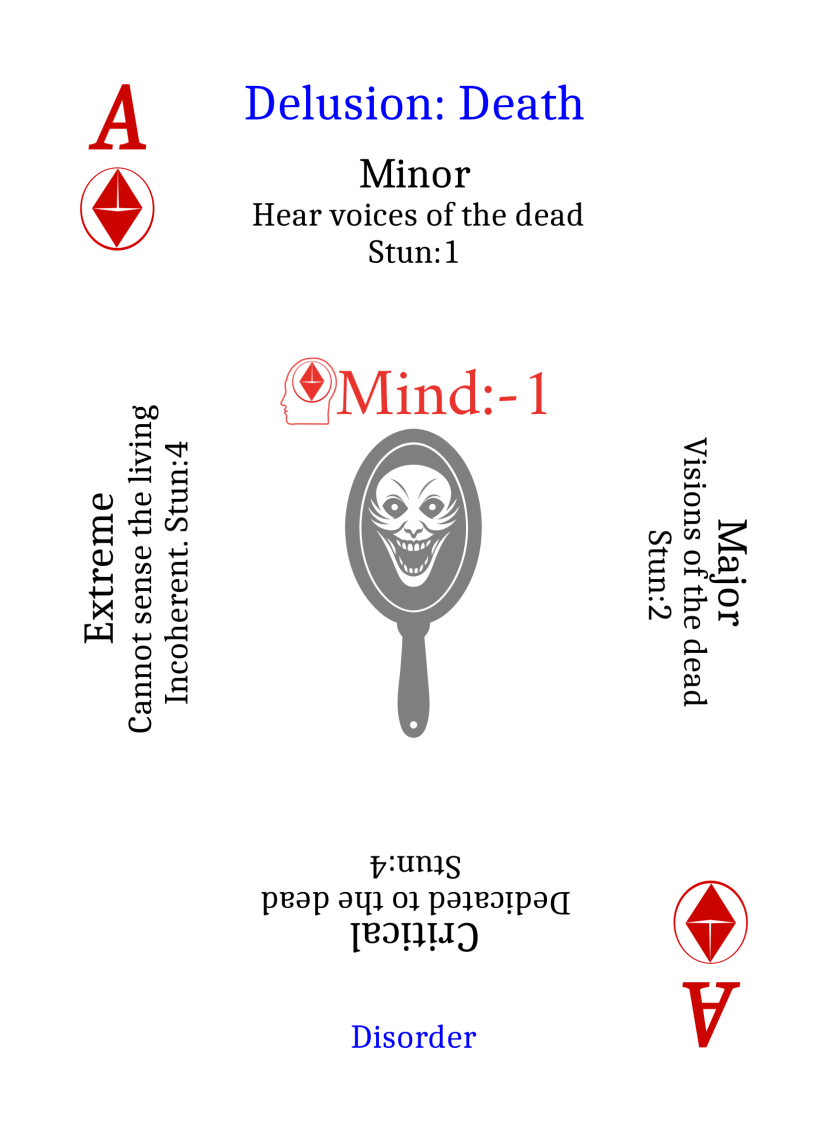 A
Delusion: Death
Minor
Hear voices of the dead
Stun:1
Mind:-1
Extreme
Cannot sense the living
Incoherent. Stun:4
Major
Visions of the dead
Stun:2
Critical
Dedicated to the dead
Stun:4
A
Disorder